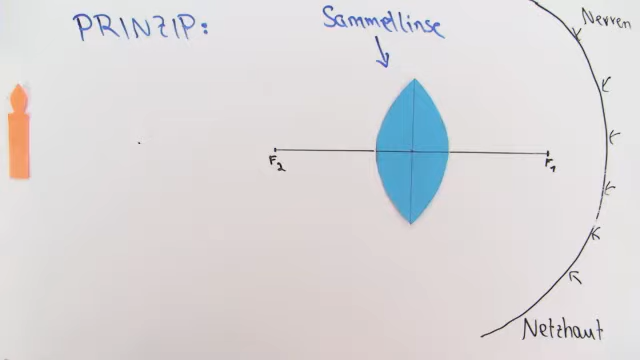 PRINZIP:
Sammellinse
Nerven
F2
F1
Netzhaut